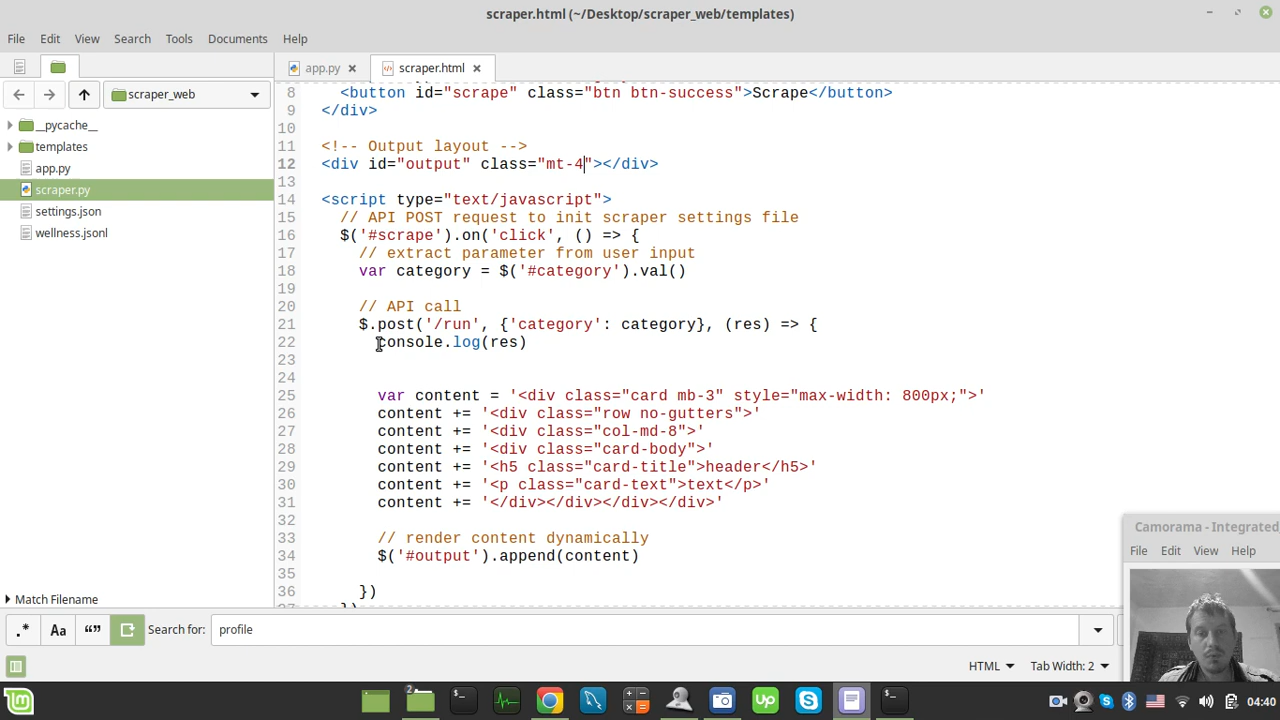 scraper.html (~/Desktop/scraper_web/templates)
File Edit View Search Tools Documents Help
app.py scraper.html
scraper_web
__pycache__
templates
app.py
scraper.py
settings.json
wellness.jsonl
8 <button id="scrape" class="btn btn-success">Scrape</button>
9 </div>
10
11 <!-- Output layout -->
12 <div id="output" class="mt-4"></div>
13
14 <script type="text/javascript">
15 // API POST request to init scraper settings file
16 $('#scrape').on('click', () => {
17 // extract parameter from user input
18 var category = $('#category').val()
19
20 // API call
21 $.post('/run', {'category': category}, (res) => {
22 console.log(res)
23
24
25 var content = '<div class="card mb-3" style="max-width: 800px;">'
26 content += '<div class="row no-gutters">'
27 content += '<div class="col-md-8">'
28 content += '<div class="card-body">'
29 content += '<h5 class="card-title">header</h5>'
30 content += '<p class="card-text">text</p>'
31 content += '</div></div></div></div>'
32
33 // render content dynamically
34 $('#output').append(content)
35
36 })
Match Filename
.* Aa “” Search for: profile
HTML Tab Width: 2
Camorama - Integrated
File Edit View Help
2
Up
04:40